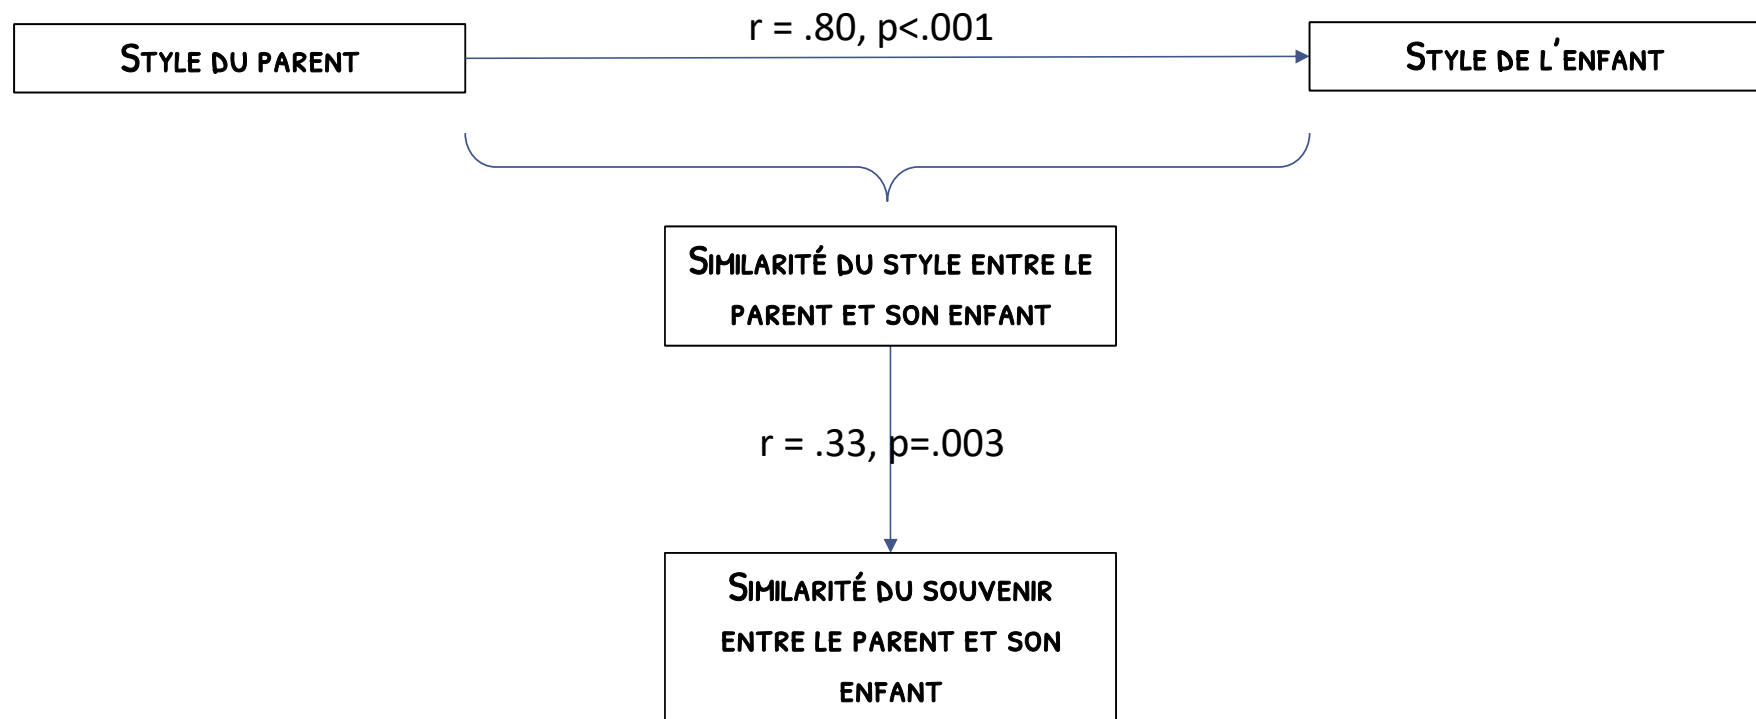 r = .80, p<.001
Style du parent
Style de l'enfant
Similarité du style entre le
parent et son enfant
r = .33, p=.003
Similarité du souvenir
entre le parent et son
enfant